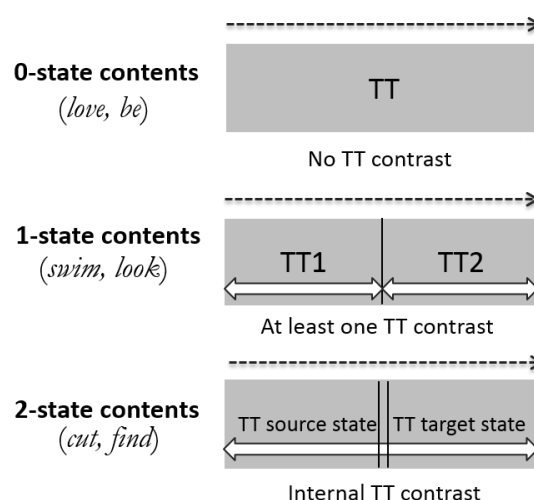 0-state contents
(love, be)
TT
No TT contrast
1-state contents
(swim, look)
TT1 TT2
At least one TT contrast
2-state contents
(cut, find)
TT source state TT target state
Internal TT contrast